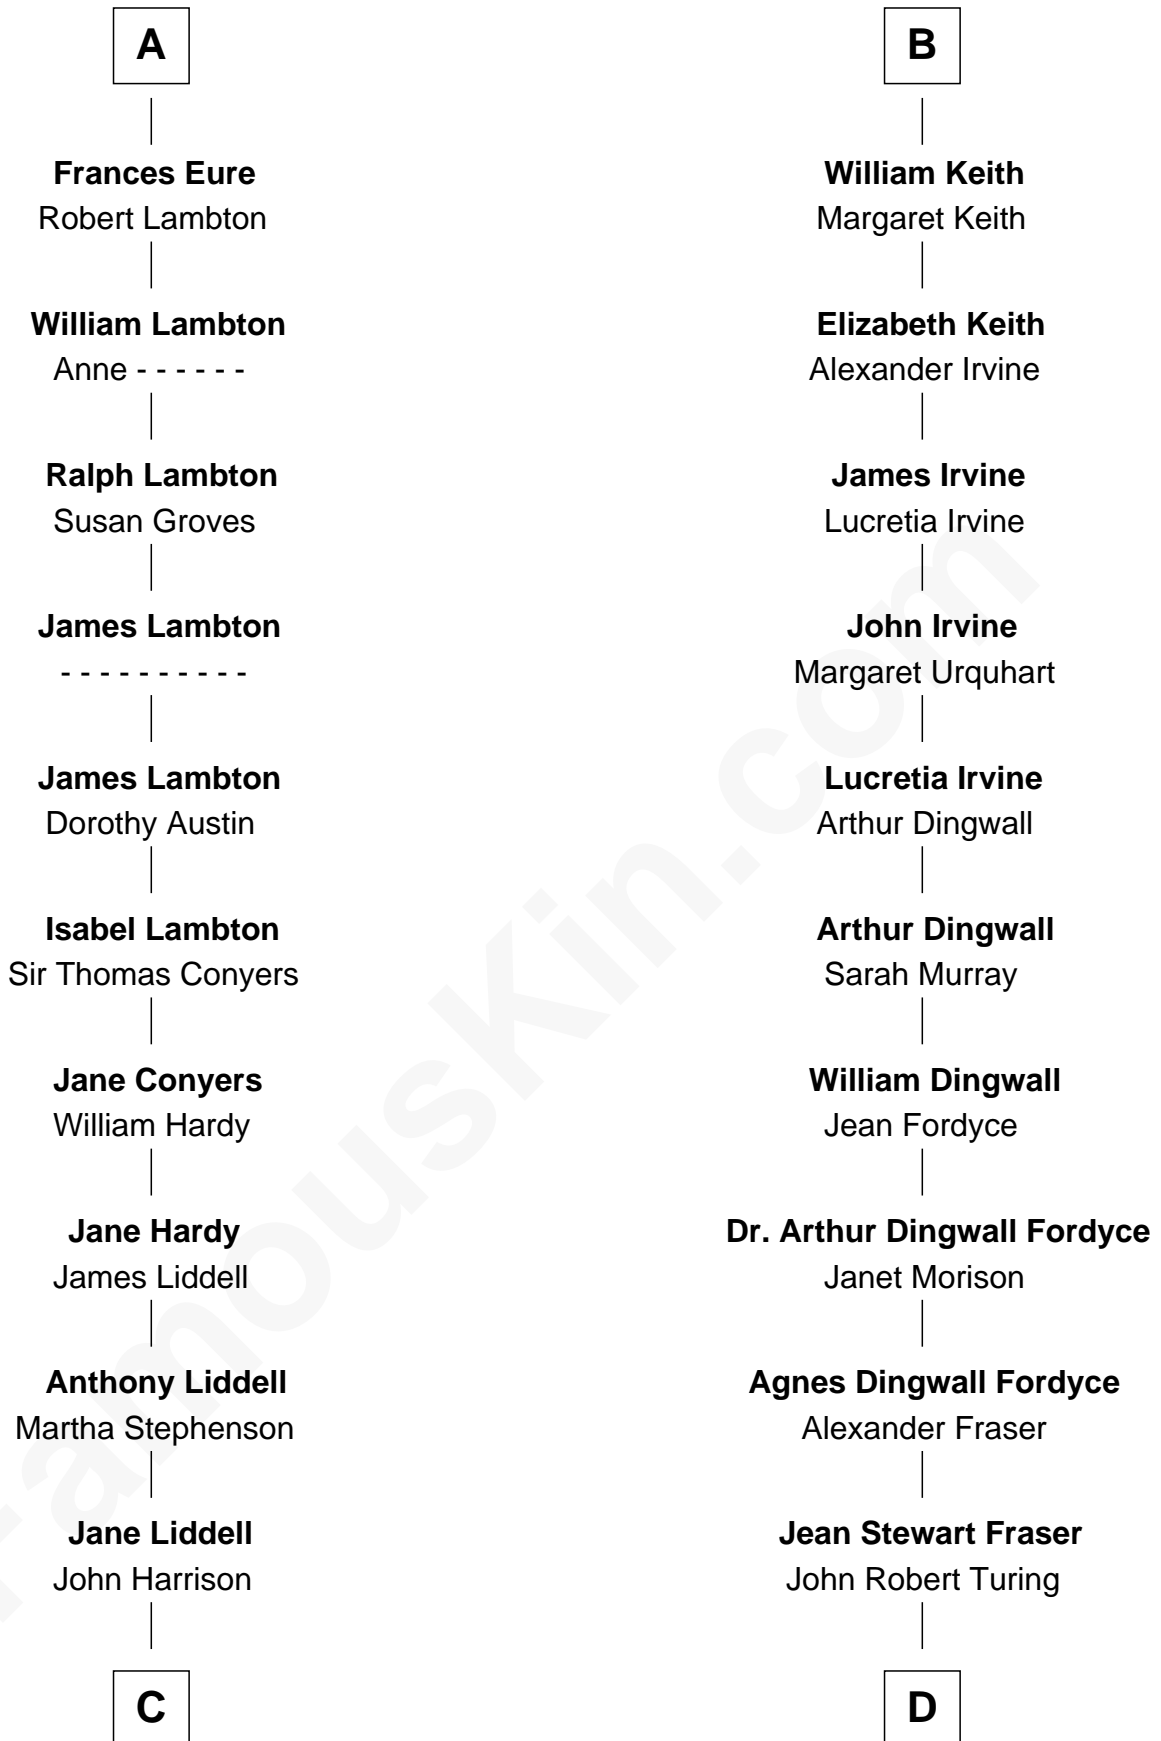 A
Frances Eure
Robert Lambton
William Lambton
Anne - - - - - -
Ralph Lambton
Susan Groves
James Lambton
- - - - - - - - - -
James Lambton
Dorothy Austin
Isabel Lambton
Sir Thomas Conyers
Jane Conyers
William Hardy
Jane Hardy
James Liddell
Anthony Liddell
Martha Stephenson
Jane Liddell
John Harrison
C
B
William Keith
Margaret Keith
Elizabeth Keith
Alexander Irvine
James Irvine
Lucretia Irvine
John Irvine
Margaret Urquhart
Lucretia Irvine
Arthur Dingwall
Arthur Dingwall
Sarah Murray
William Dingwall
Jean Fordyce
Dr. Arthur Dingwall Fordyce
Janet Morison
Agnes Dingwall Fordyce
Alexander Fraser
Jean Stewart Fraser
John Robert Turing
D
FamousKin.com